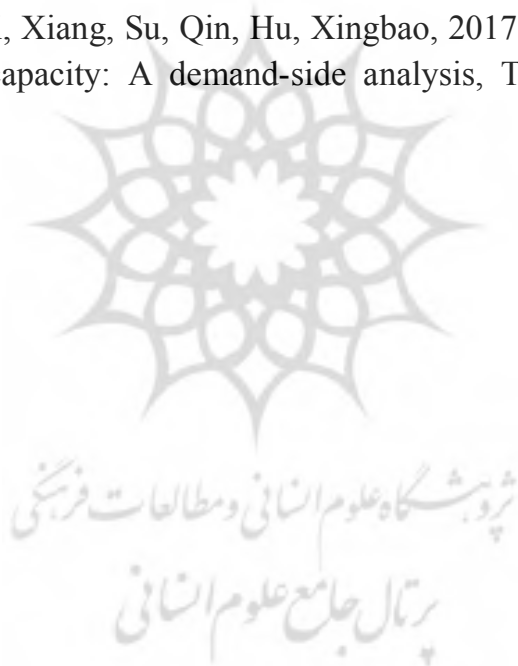 , Xiang, Su, Qin, Hu, Xingbao, 2017
apacity: A demand-side analysis, T
پژوهشگاه علوم انسانی و مطالعات فرهنگی
پرتال جامع علوم انسانی